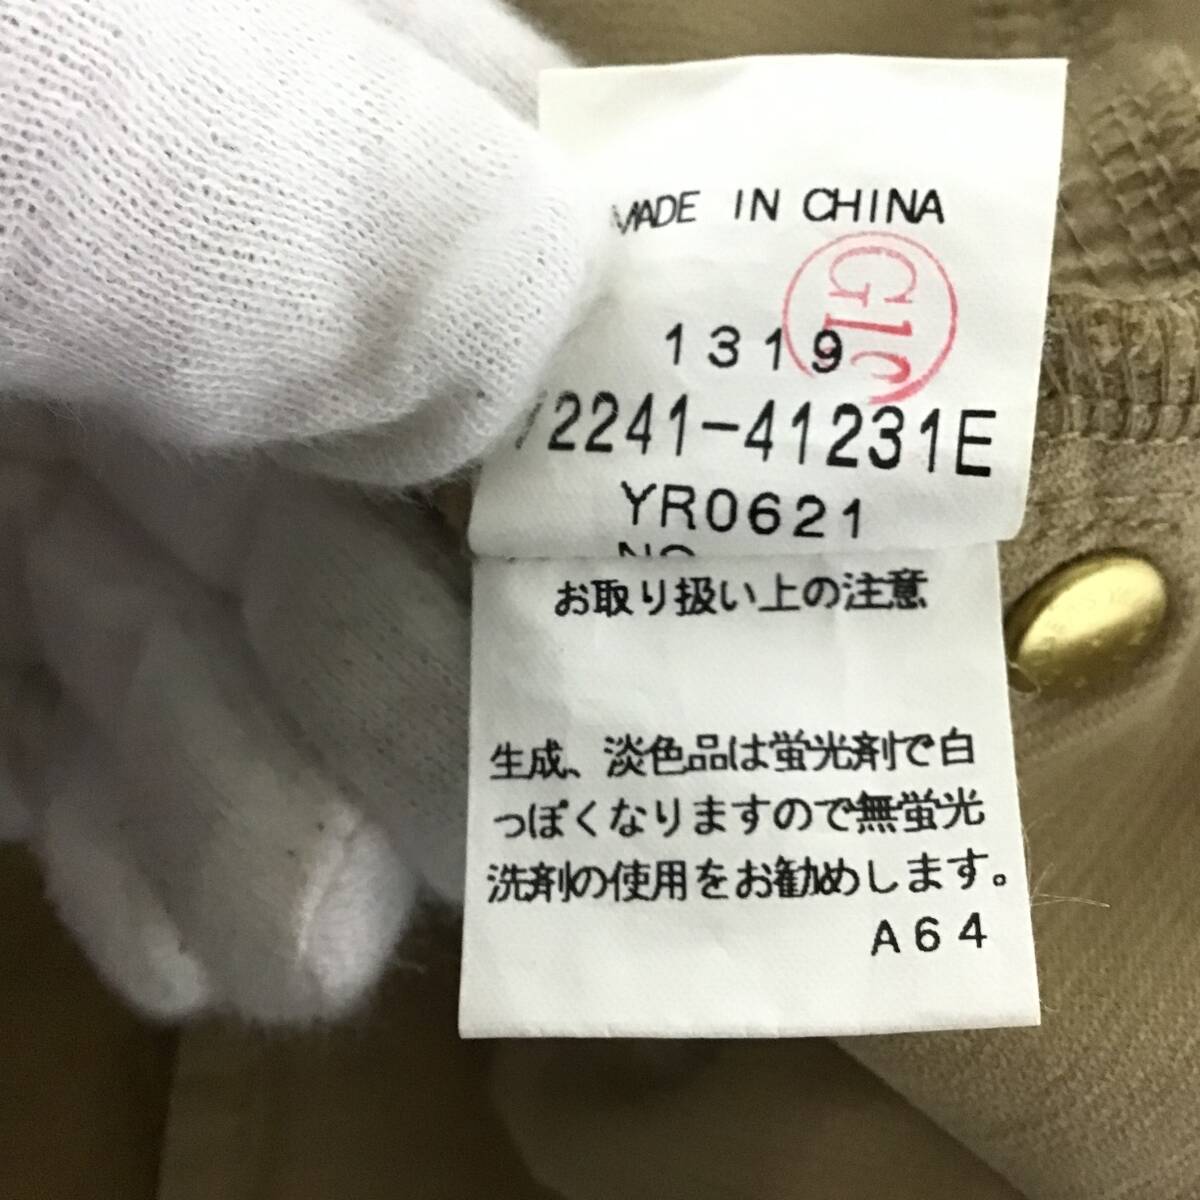 MADE IN CHINA
GIC
1319
2241-41231E
YR0621
お取り扱い上の注意
生成、淡色品は蛍光剤で白
っぽくなりますので無蛍光
洗剤の使用をお勧めします。
A64